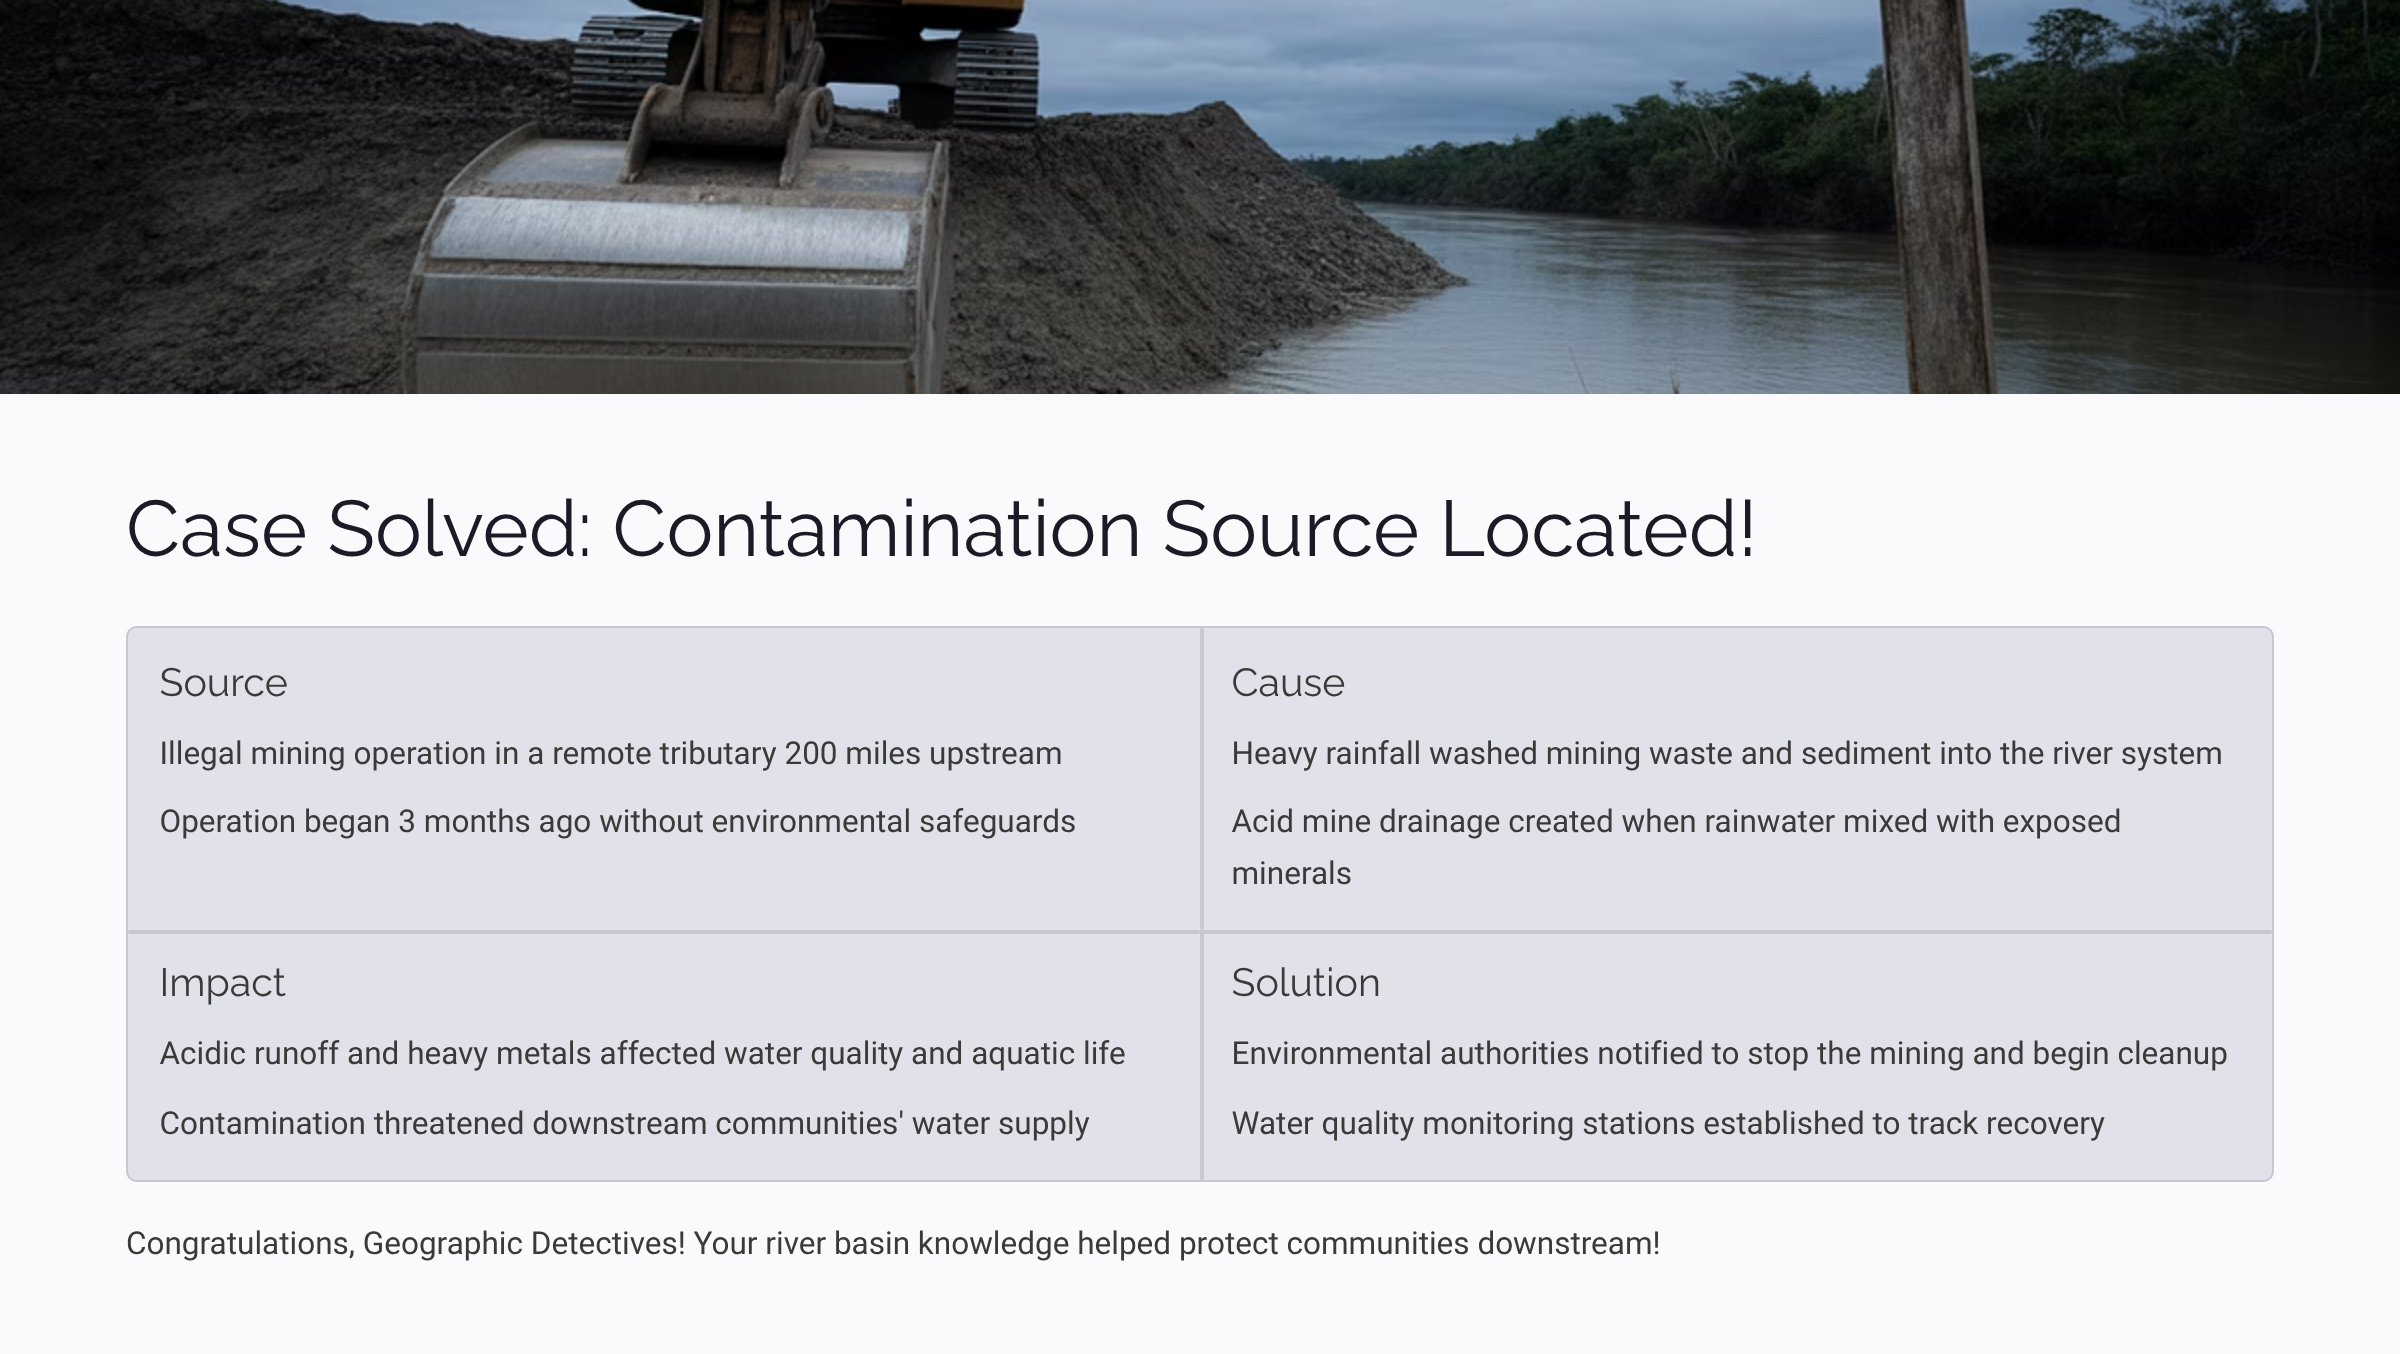 Case Solved: Contamination Source Located!
Source
Illegal mining operation in a remote tributary 200 miles upstream
Operation began 3 months ago without environmental safeguards
Cause
Heavy rainfall washed mining waste and sediment into the river system
Acid mine drainage created when rainwater mixed with exposed
minerals
Impact
Acidic runoff and heavy metals affected water quality and aquatic life
Contamination threatened downstream communities' water supply
Solution
Environmental authorities notified to stop the mining and begin cleanup
Water quality monitoring stations established to track recovery
Congratulations, Geographic Detectives! Your river basin knowledge helped protect communities downstream!